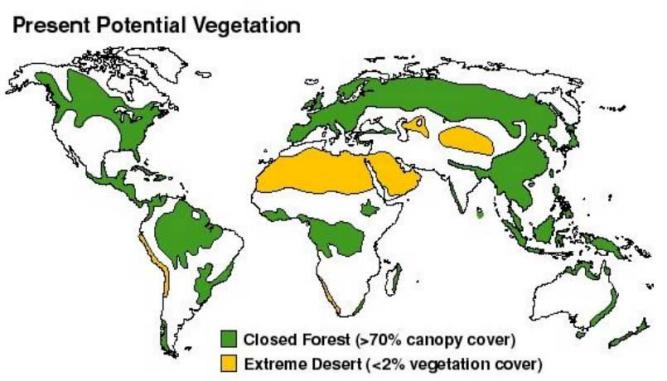 Present Potential Vegetation
Closed Forest (>70% canopy cover)
Extreme Desert (<2% vegetation cover)